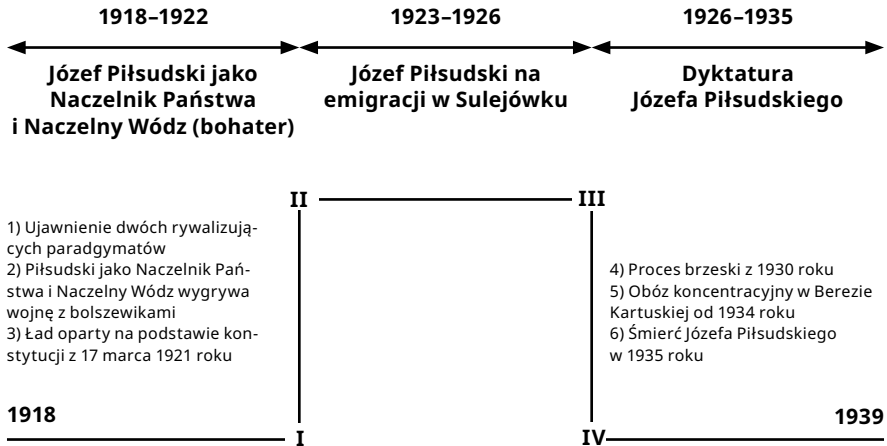 1918–1922
1923–1926
1926–1935
Józef Piłsudski jako
Naczelnik Państwa
i Naczelny Wódz (bohater)
Józef Piłsudski na
emigracji w Sulejówku
Dyktatura
Józefa Piłsudskiego
II
III
1) Ujawnienie dwóch rywalizują-
cych paradgymatów
2) Piłsudski jako Naczelnik Pań-
stwa i Naczelny Wódz wygrywa
wojnę z bolszewikami
3) Ład oparty na podstawie kon-
stytucji z 17 marca 1921 roku
4) Proces brzeski z 1930 roku
5) Obóz koncentracyjny w Berezie
Kartuskiej od 1934 roku
6) Śmierć Józefa Piłsudskiego
w 1935 roku
1918
1939
I
IV